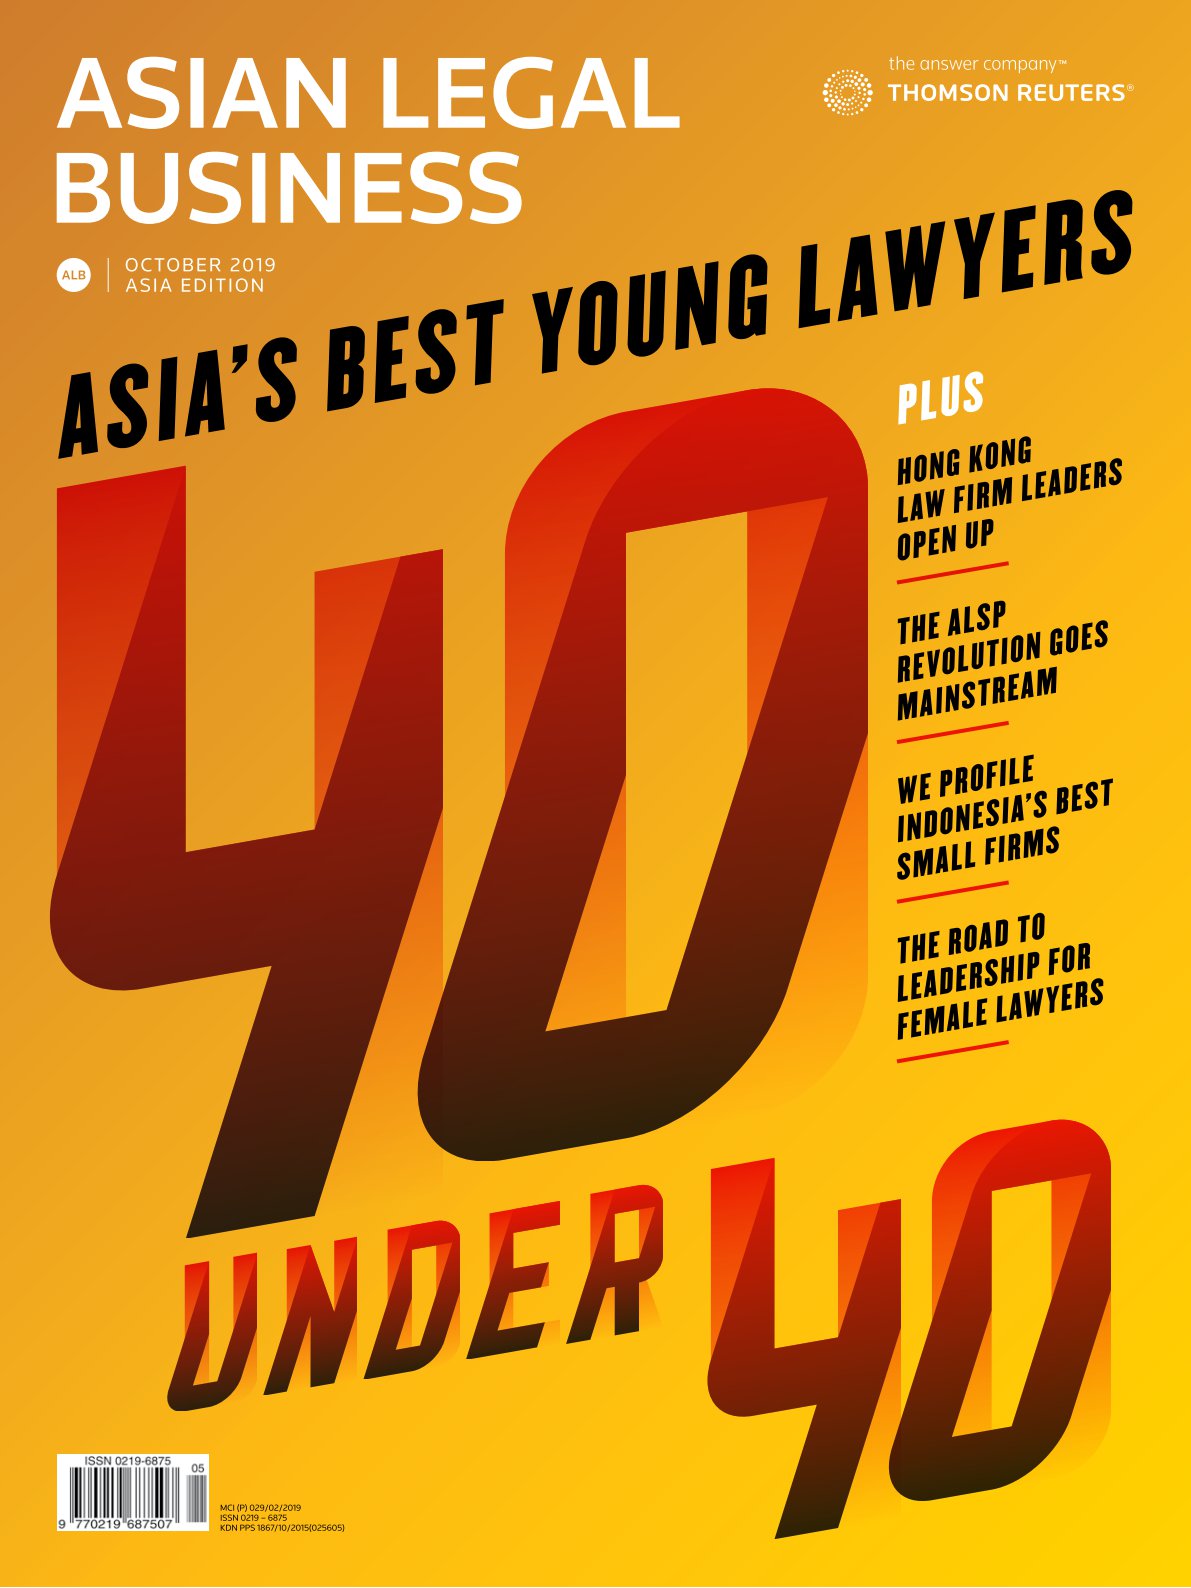 ASIAN LEGAL
BUSINESS
the answer company™
THOMSON REUTERS®
ALB
OCTOBER 2019
ASIA EDITION
ASIA'S BEST YOUNG LAWYERS
40
UNDER 40
PLUS
HONG KONG
LAW FIRM LEADERS
OPEN UP
THE ALSP
REVOLUTION GOES
MAINSTREAM
WE PROFILE
INDONESIA'S BEST
SMALL FIRMS
THE ROAD TO
LEADERSHIP FOR
FEMALE LAWYERS
ISSN 0219-6875
05
9 770219 687507
MCI (P) 029/02/2019
ISSN 0219 – 6875
KDN PPS 1867/10/2015(025605)